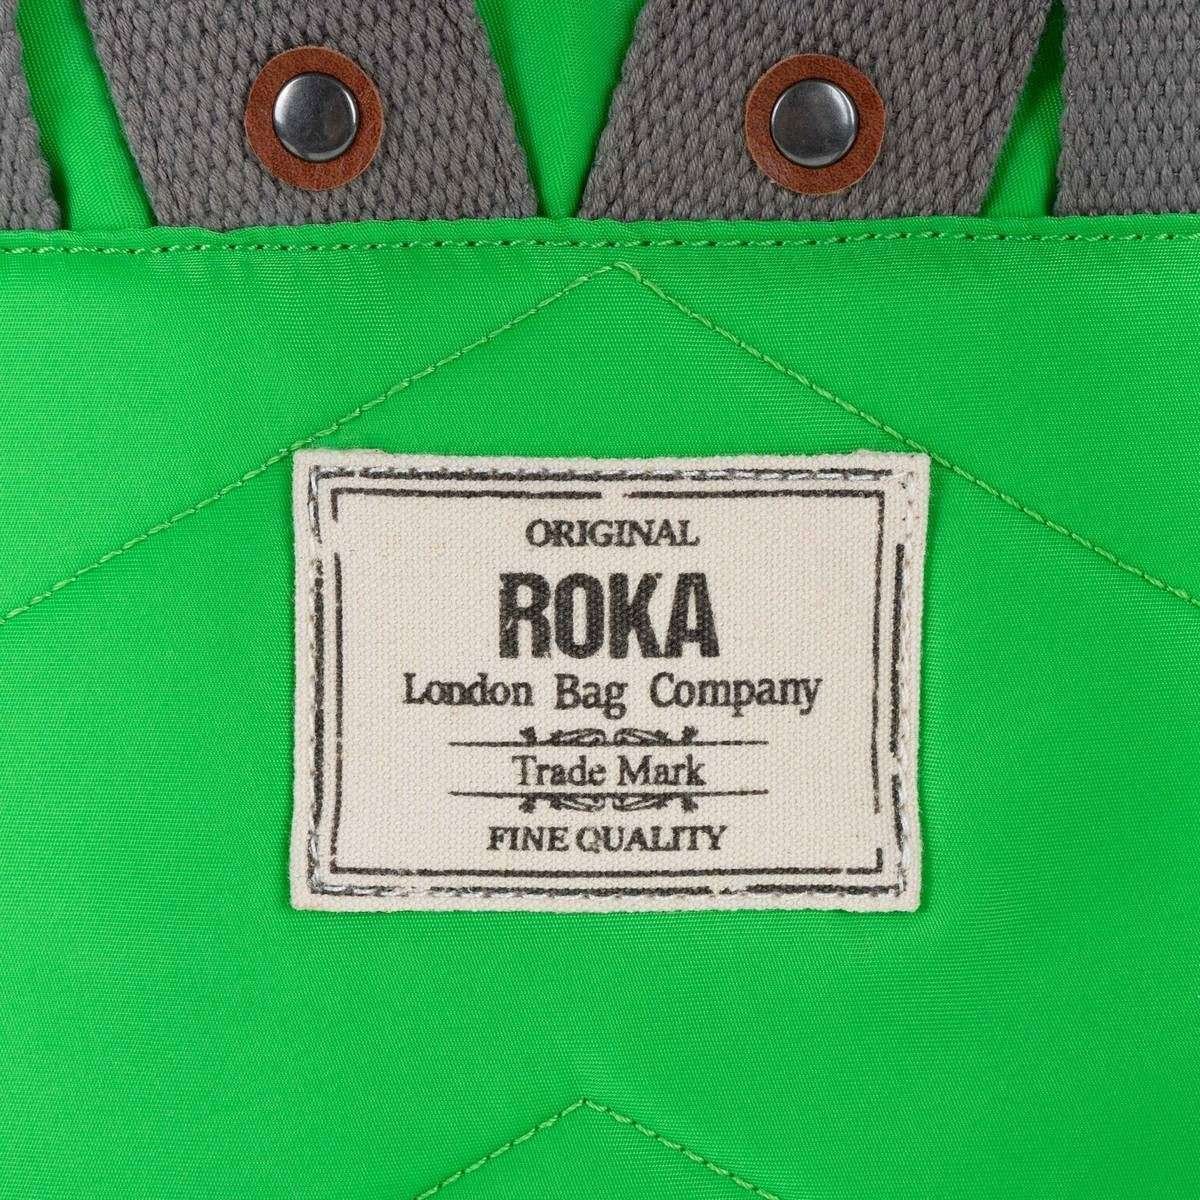 ORIGINAL
ROKA
London Bag Company
Trade Mark
FINE QUALITY